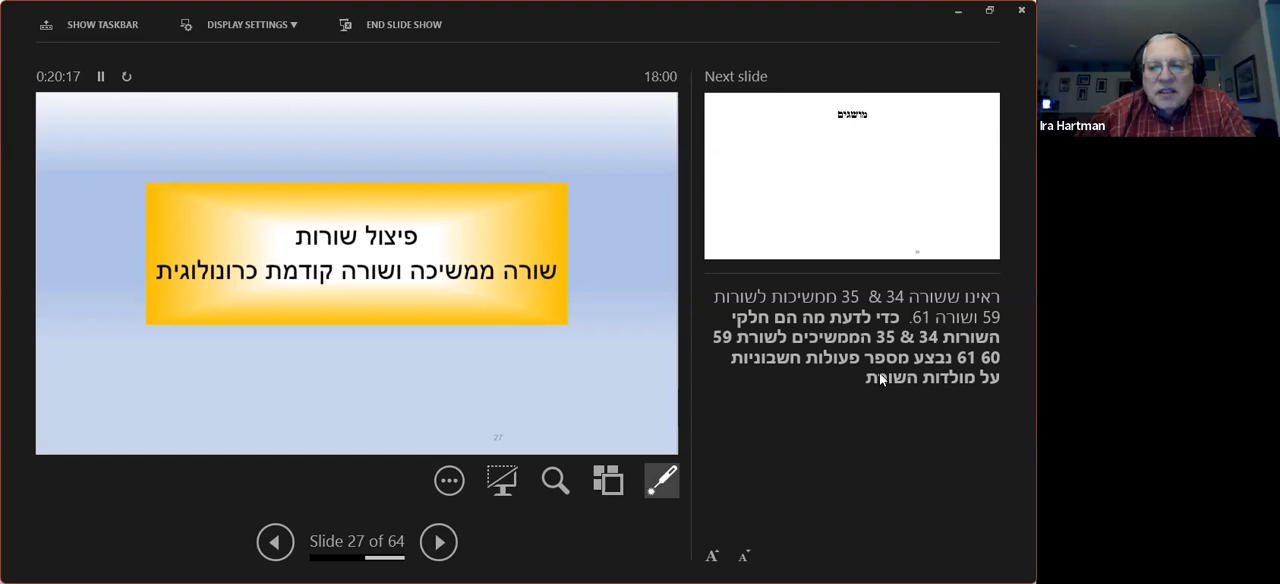 SHOW TASKBAR
DISPLAY SETTINGS ▼
END SLIDE SHOW
0:20:17
18:00
Next slide
פיצול שורות
שורה ממשיכה ושורה קודמת כרונולוגית
27
מושגים
ראינו ששורה 34 & 35 ממשיכות לשורות
59 ושורה 61. כדי לדעת מה הם חלקי
השורות 34 & 35 הממשיכים לשורת 59
60 61 נבצע מספר פעולות חשבוניות
על מולדות השורת
Slide 27 of 64
A A
Ira Hartman